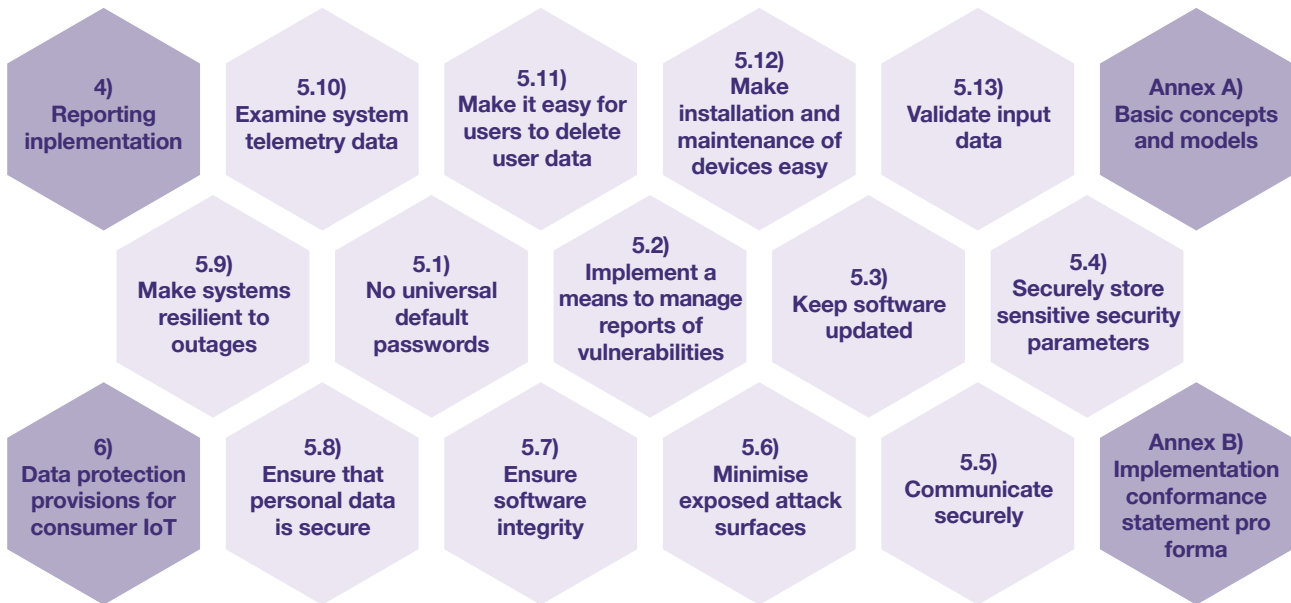 4)
Reporting
inplementation
5.10)
Examine system
telemetry data
5.11)
Make it easy for
users to delete
user data
5.12)
Make
installation and
maintenance of
devices easy
5.13)
Validate input
data
Annex A)
Basic concepts
and models
5.9)
Make systems
resilient to
outages
5.1)
No universal
default
passwords
5.2)
Implement a
means to manage
reports of
vulnerabilities
5.3)
Keep software
updated
5.4)
Securely store
sensitive security
parameters
6)
Data protection
provisions for
consumer IoT
5.8)
Ensure that
personal data
is secure
5.7)
Ensure
software
integrity
5.6)
Minimise
exposed attack
surfaces
5.5)
Communicate
securely
Annex B)
Implementation
conformance
statement pro
forma